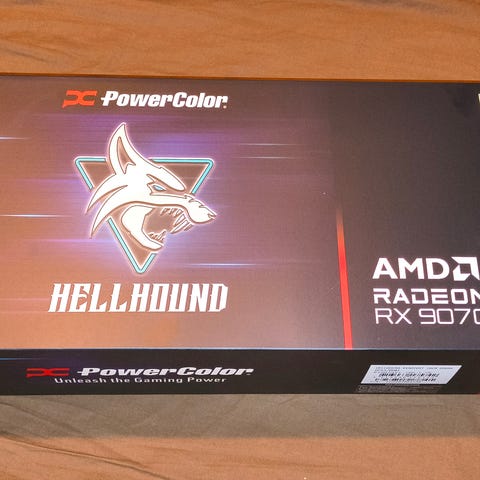 PowerColor
HELLHOUND
AMD
RADEON
RX 9070
PowerColor
Unleash the Gaming Power